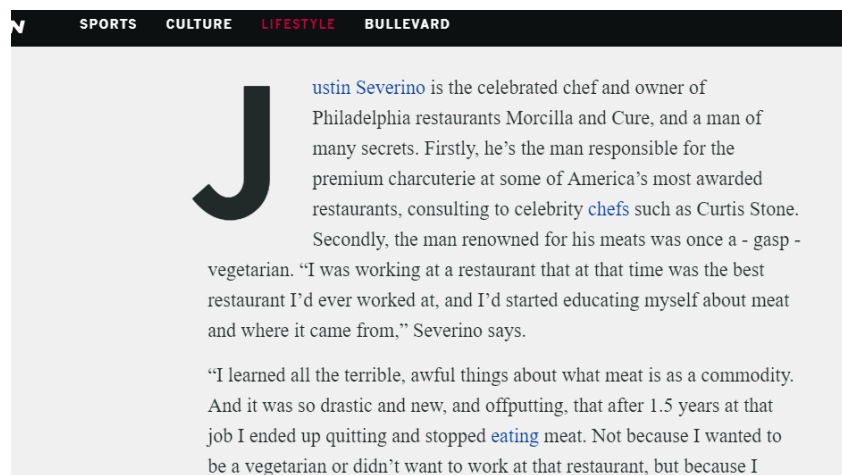 N SPORTS CULTURE LIFESTYLE BULLEVARD
Justin Severino is the celebrated chef and owner of
Philadelphia restaurants Morcilla and Cure, and a man of
many secrets. Firstly, he’s the man responsible for the
premium charcuterie at some of America’s most awarded
restaurants, consulting to celebrity chefs such as Curtis Stone.
Secondly, the man renowned for his meats was once a - gasp -
vegetarian. “I was working at a restaurant that at that time was the best
restaurant I’d ever worked at, and I’d started educating myself about meat
and where it came from,” Severino says.
“I learned all the terrible, awful things about what meat is as a commodity.
And it was so drastic and new, and offputting, that after 1.5 years at that
job I ended up quitting and stopped eating meat. Not because I wanted to
be a vegetarian or didn’t want to work at that restaurant, but because I